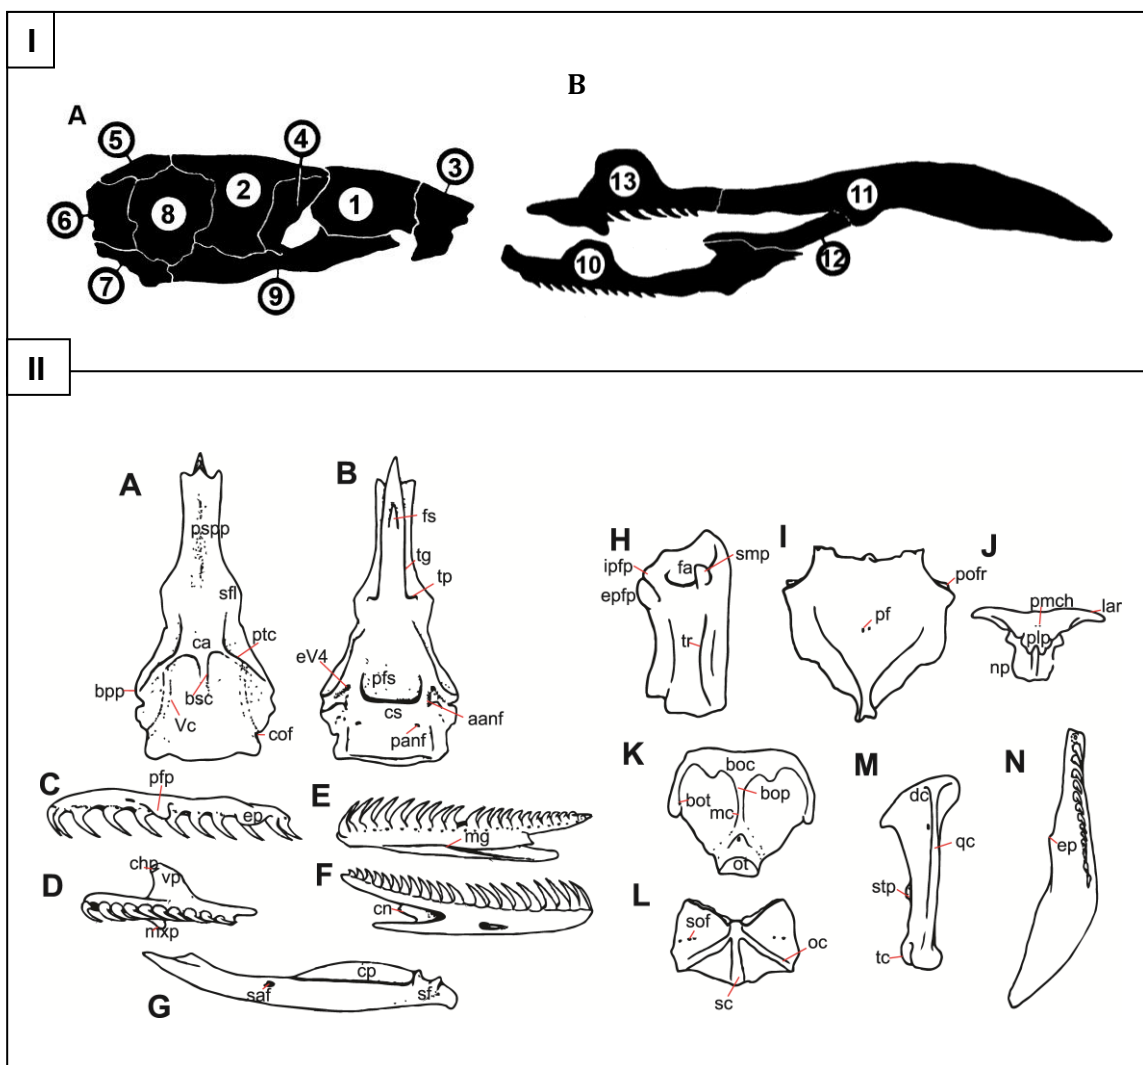 I
B
A
5
4
3
2
1
6
8
7
9
13
11
10
12
II
A
B
pspp
fs
tg
tp
sfl
ptc
ca
eV4
pfs
bpp
bsc
cs
aanf
Vc
cof
panf
C
pfp
ep
E
mg
D
chp
vp
mxp
F
cn
G
cp
saf
sf
H
ipfp
fa
smp
epfp
tr
I
pofr
pf
J
pmch
lar
plp
np
K
boc
bot
bop
mc
ot
L
sof
oc
sc
M
dc
qc
stp
tc
N
ep